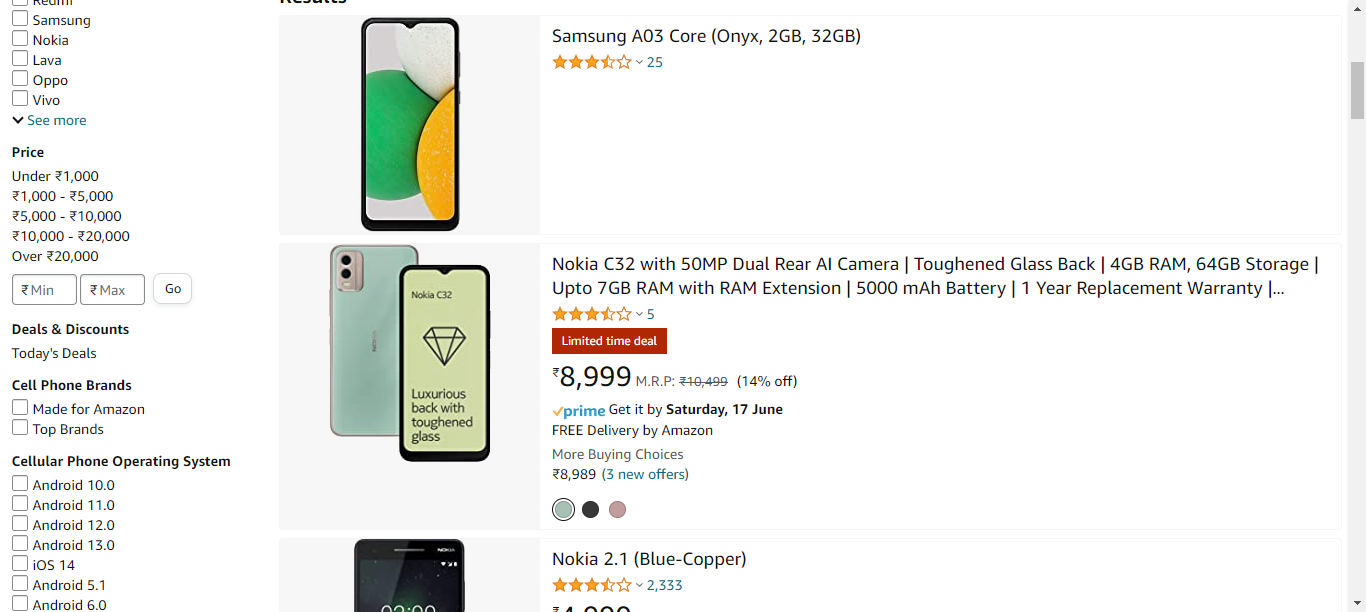 Redmi
Samsung
Nokia
Lava
Oppo
Vivo
See more
Price
Under ₹1,000
₹1,000 - ₹5,000
₹5,000 - ₹10,000
₹10,000 - ₹20,000
Over ₹20,000
₹ Min ₹ Max Go
Deals & Discounts
Today's Deals
Cell Phone Brands
Made for Amazon
Top Brands
Cellular Phone Operating System
Android 10.0
Android 11.0
Android 12.0
Android 13.0
iOS 14
Android 5.1
Android 6.0
Results
Samsung A03 Core (Onyx, 2GB, 32GB)
25
Nokia C32
Luxurious
back with
toughened
glass
NOKIA
Nokia C32 with 50MP Dual Rear AI Camera | Toughened Glass Back | 4GB RAM, 64GB Storage |
Upto 7GB RAM with RAM Extension | 5000 mAh Battery | 1 Year Replacement Warranty |...
5
Limited time deal
₹8,999 M.R.P: ₹10,499 (14% off)
prime Get it by Saturday, 17 June
FREE Delivery by Amazon
More Buying Choices
₹8,989 (3 new offers)
NOKIA
Nokia 2.1 (Blue-Copper)
2,333